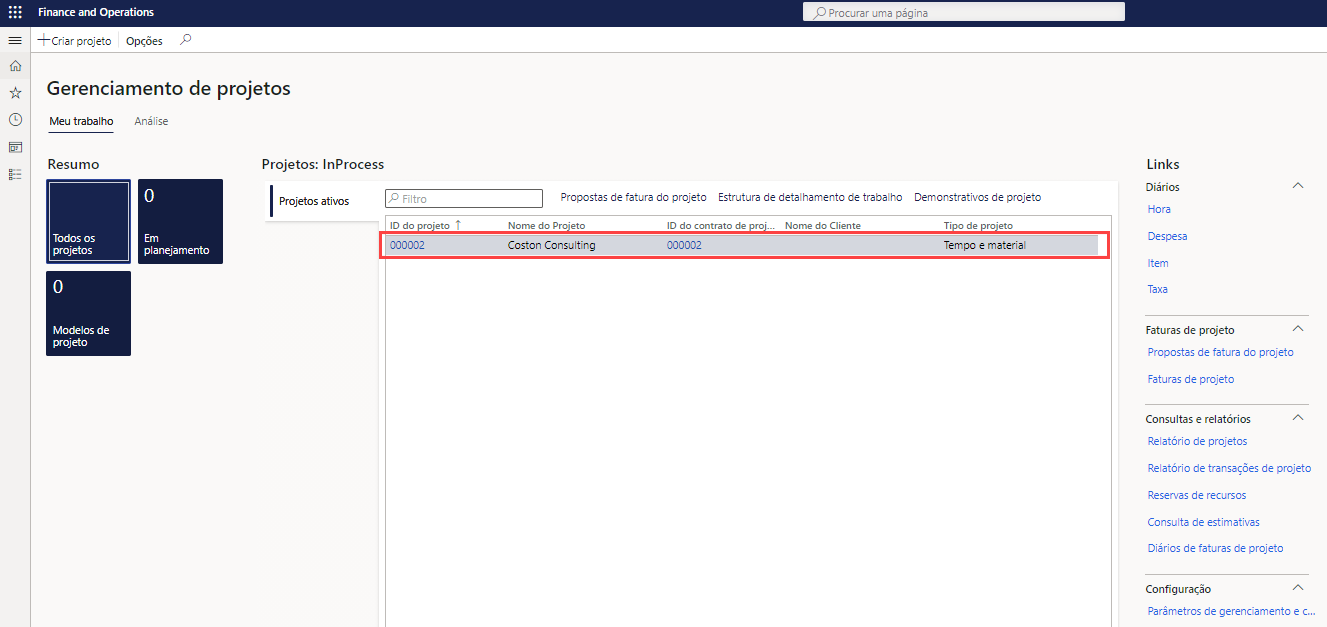 Finance and Operations
Procurar uma página
Criar projeto
Opções
Gerenciamento de projetos
Meu trabalho
Análise
Resumo
Todos os
projetos
0
Em
planejamento
0
Modelos de
projeto
Projetos: InProcess
Projetos ativos
Filtro
Propostas de fatura do projeto
Estrutura de detalhamento de trabalho
Demonstrativos de projeto
ID do projeto ↑
Nome do Projeto
ID do contrato de proj...
Nome do Cliente
Tipo de projeto
000002
Coston Consulting
000002
Tempo e material
Links
Diários
Hora
Despesa
Item
Taxa
Faturas de projeto
Propostas de fatura do projeto
Faturas de projeto
Consultas e relatórios
Relatório de projetos
Relatório de transações de projeto
Reservas de recursos
Consulta de estimativas
Diários de faturas de projeto
Configuração
Parâmetros de gerenciamento e c...